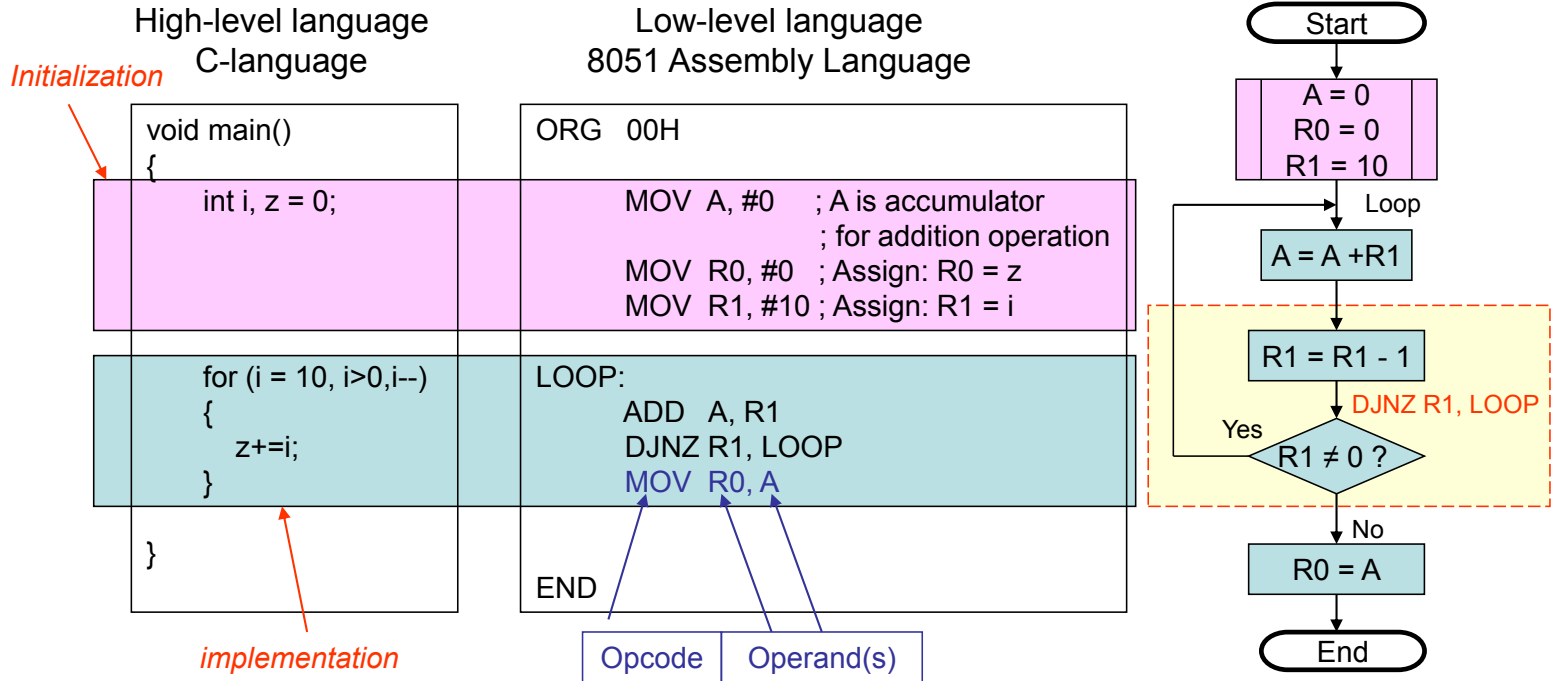 High-level language
C-language
Low-level language
8051 Assembly Language
Initialization
void main()
{
int i, z = 0;
for (i = 10, i>0,i--)
{
z+=i;
}
}
implementation
ORG 00H
MOV A, #0 ; A is accumulator
; for addition operation
MOV R0, #0 ; Assign: R0 = z
MOV R1, #10 ; Assign: R1 = i
LOOP:
ADD A, R1
DJNZ R1, LOOP
MOV R0, A
END
Opcode
Operand(s)
Start
A = 0
R0 = 0
R1 = 10
Loop
A = A +R1
R1 = R1 - 1
DJNZ R1, LOOP
Yes
R1 ≠ 0 ?
No
R0 = A
End